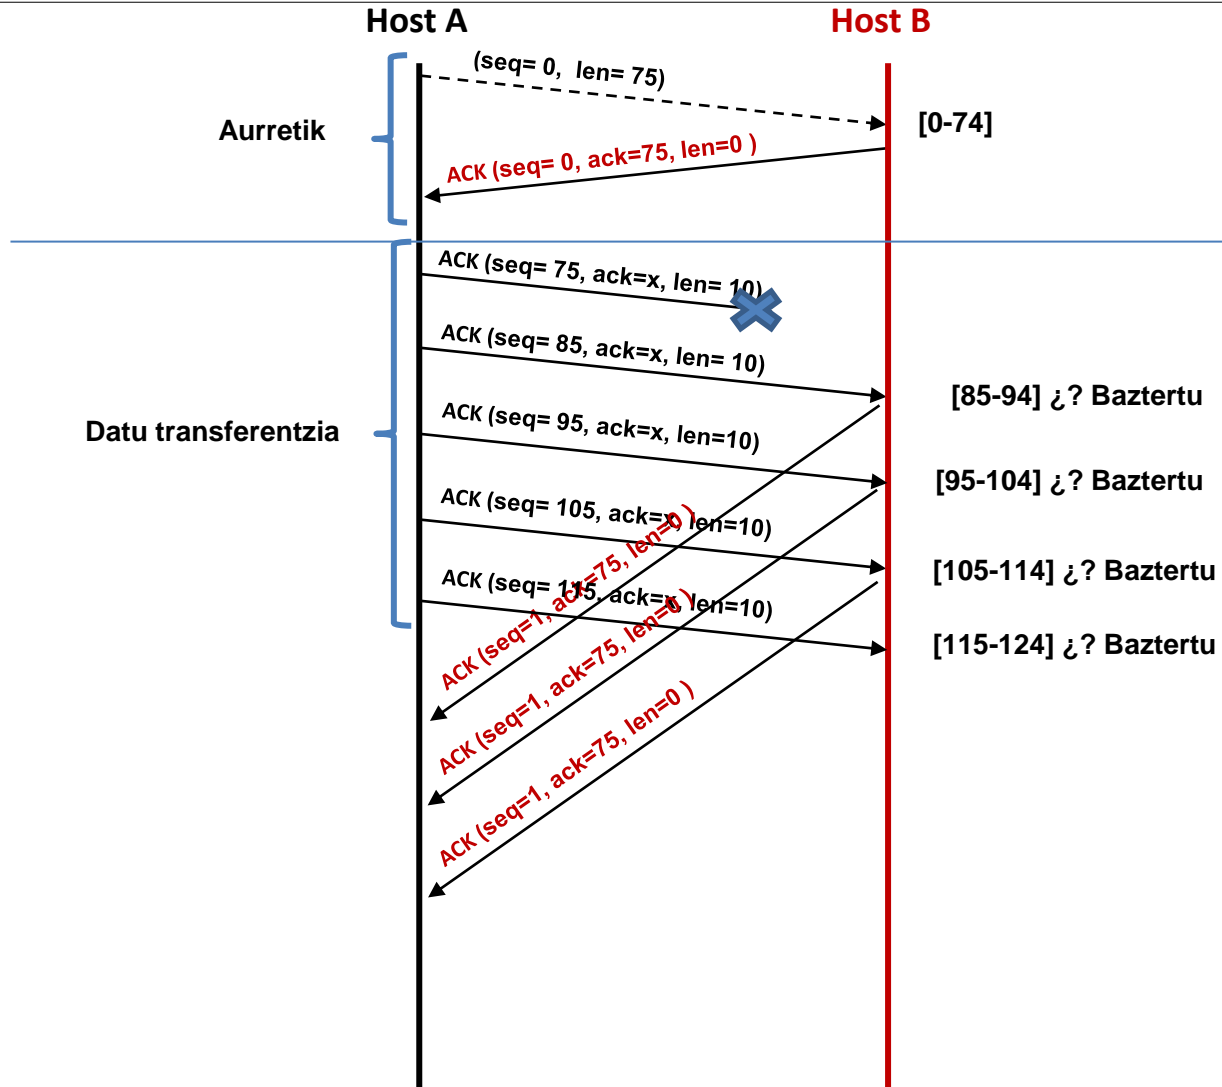 Host A
Host B
(seq= 0, len= 75)
[0-74]
Aurretik
ACK (seq= 0, ack=75, len=0 )
ACK (seq= 75, ack=x, len= 10)
ACK (seq= 85, ack=x, len= 10)
[85-94] ¿? Baztertu
Datu transferentzia
ACK (seq= 95, ack=x, len=10)
[95-104] ¿? Baztertu
ACK (seq= 105, ack=x, len=10)
[105-114] ¿? Baztertu
ACK (seq= 115, ack=x, len=10)
[115-124] ¿? Baztertu
ACK (seq=1, ack=75, len=0 )
ACK (seq=1, ack=75, len=0 )
ACK (seq=1, ack=75, len=0 )